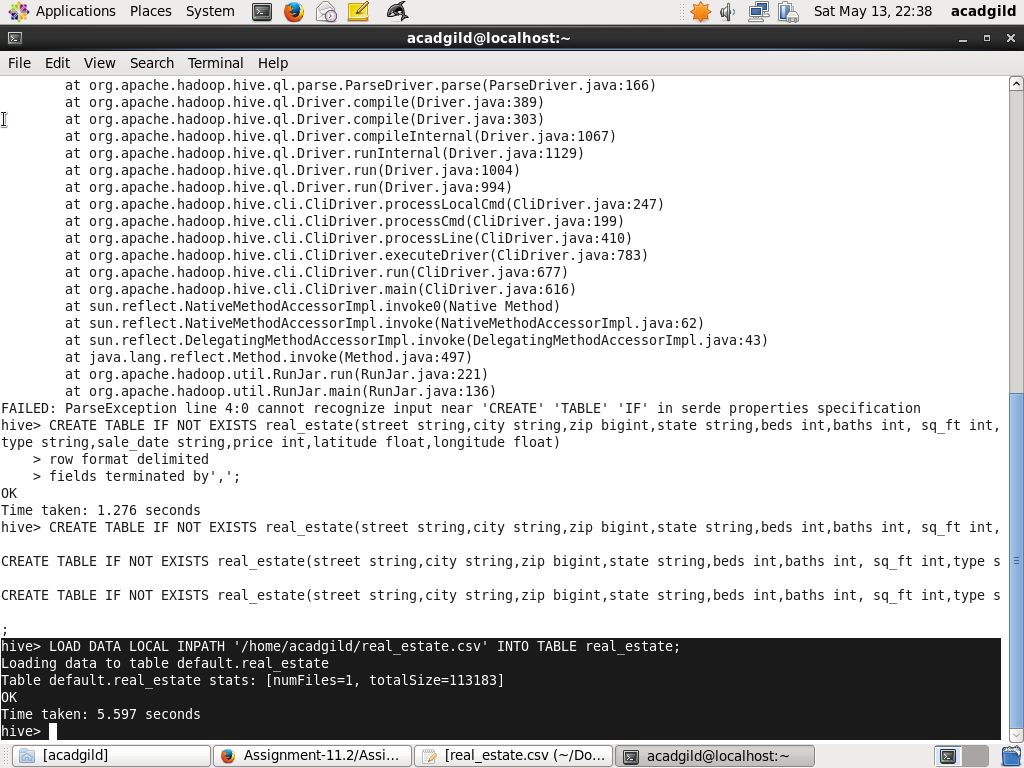 Applications Places System Sat May 13, 22:38 acadgild
acadgild@localhost:~
File Edit View Search Terminal Help
at org.apache.hadoop.hive.ql.parse.ParseDriver.parse(ParseDriver.java:166)
at org.apache.hadoop.hive.ql.Driver.compile(Driver.java:389)
at org.apache.hadoop.hive.ql.Driver.compile(Driver.java:303)
at org.apache.hadoop.hive.ql.Driver.compileInternal(Driver.java:1067)
at org.apache.hadoop.hive.ql.Driver.runInternal(Driver.java:1129)
at org.apache.hadoop.hive.ql.Driver.run(Driver.java:1004)
at org.apache.hadoop.hive.ql.Driver.run(Driver.java:994)
at org.apache.hadoop.hive.cli.CliDriver.processLocalCmd(CliDriver.java:247)
at org.apache.hadoop.hive.cli.CliDriver.processCmd(CliDriver.java:199)
at org.apache.hadoop.hive.cli.CliDriver.processLine(CliDriver.java:410)
at org.apache.hadoop.hive.cli.CliDriver.executeDriver(CliDriver.java:783)
at org.apache.hadoop.hive.cli.CliDriver.run(CliDriver.java:677)
at org.apache.hadoop.hive.cli.CliDriver.main(CliDriver.java:616)
at sun.reflect.NativeMethodAccessorImpl.invoke0(Native Method)
at sun.reflect.NativeMethodAccessorImpl.invoke(NativeMethodAccessorImpl.java:62)
at sun.reflect.DelegatingMethodAccessorImpl.invoke(DelegatingMethodAccessorImpl.java:43)
at java.lang.reflect.Method.invoke(Method.java:497)
at org.apache.hadoop.util.RunJar.run(RunJar.java:221)
at org.apache.hadoop.util.RunJar.main(RunJar.java:136)
FAILED: ParseException line 4:0 cannot recognize input near 'CREATE' 'TABLE' 'IF' in serde properties specification
hive> CREATE TABLE IF NOT EXISTS real_estate(street string,city string,zip bigint,state string,beds int,baths int, sq_ft int,
type string,sale_date string,price int,latitude float,longitude float)
> row format delimited
> fields terminated by',';
OK
Time taken: 1.276 seconds
hive> CREATE TABLE IF NOT EXISTS real_estate(street string,city string,zip bigint,state string,beds int,baths int, sq_ft int,
CREATE TABLE IF NOT EXISTS real_estate(street string,city string,zip bigint,state string,beds int,baths int, sq_ft int,type s
CREATE TABLE IF NOT EXISTS real_estate(street string,city string,zip bigint,state string,beds int,baths int, sq_ft int,type s
;
hive> LOAD DATA LOCAL INPATH '/home/acadgild/real_estate.csv' INTO TABLE real_estate;
Loading data to table default.real_estate
Table default.real_estate stats: [numFiles=1, totalSize=113183]
OK
Time taken: 5.597 seconds
hive>
[acadgild] Assignment-11.2/Assi... [real_estate.csv (~/Do... acadgild@localhost:~